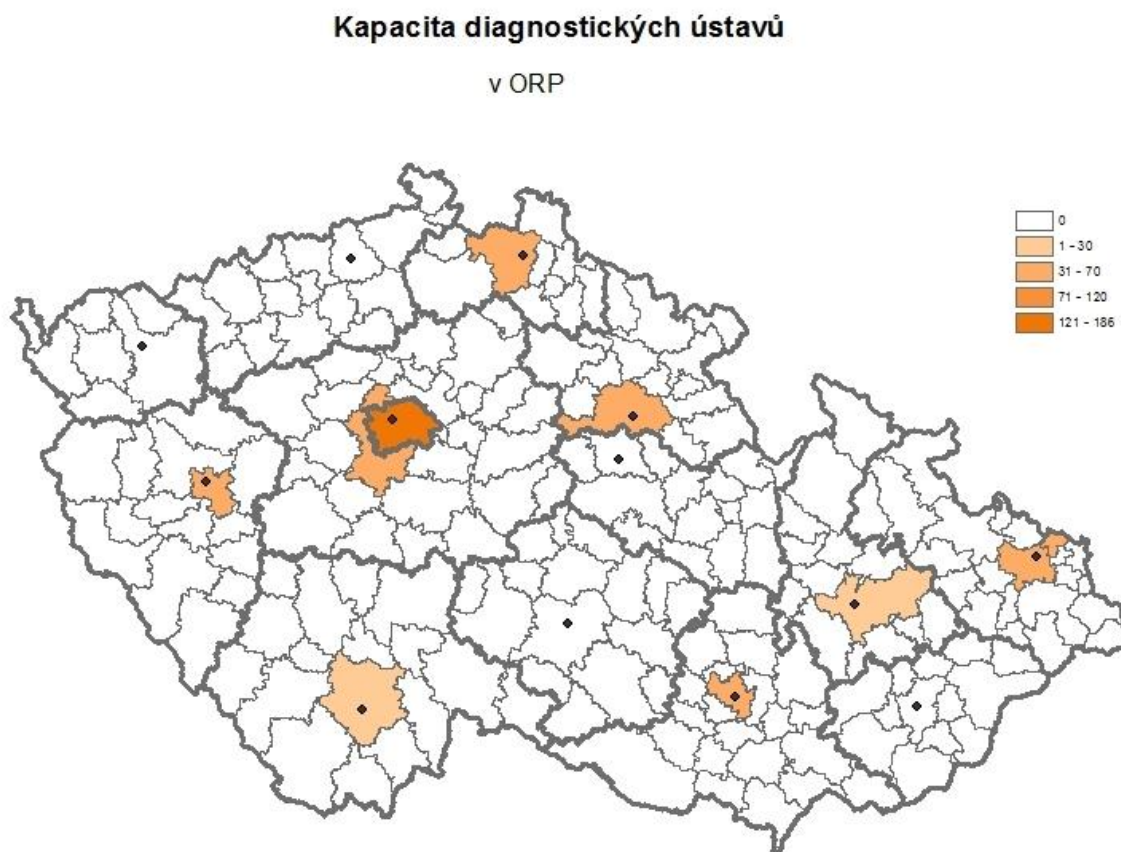 Kapacita diagnostických ústavů
v ORP
0
1 - 30
31 - 70
71 - 120
121 - 186